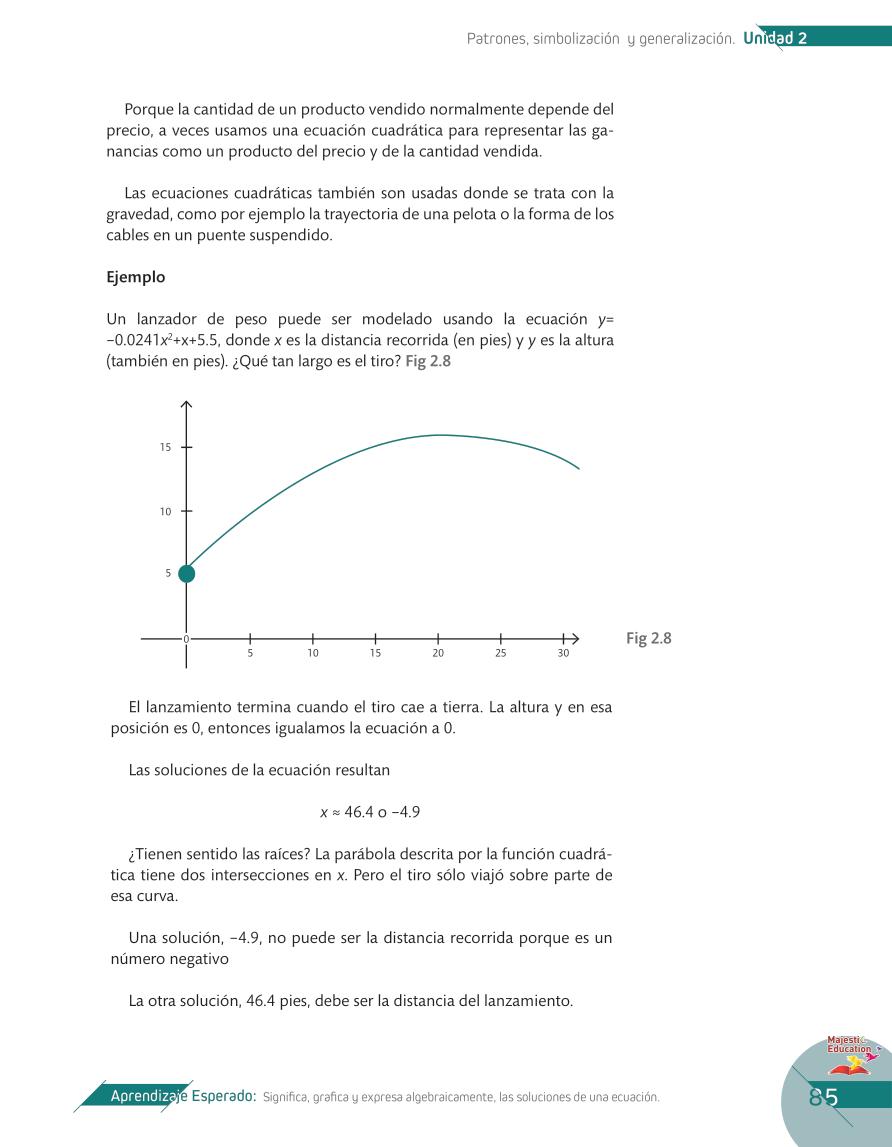 Patrones, simbolización y generalización. Unidad 2
Porque la cantidad de un producto vendido normalmente depende del
precio, a veces usamos una ecuación cuadrática para representar las ga-
nancias como un producto del precio y de la cantidad vendida.
Las ecuaciones cuadráticas también son usadas donde se trata con la
gravedad, como por ejemplo la trayectoria de una pelota o la forma de los
cables en un puente suspendido.
Ejemplo
Un lanzador de peso puede ser modelado usando la ecuación y=
−0.0241x²+x+5.5, donde x es la distancia recorrida (en pies) y y es la altura
(también en pies). ¿Qué tan largo es el tiro? Fig 2.8
15
10
5
0
5 10 15 20 25 30
Fig 2.8
El lanzamiento termina cuando el tiro cae a tierra. La altura y en esa
posición es 0, entonces igualamos la ecuación a 0.
Las soluciones de la ecuación resultan
x ≈ 46.4 o −4.9
¿Tienen sentido las raíces? La parábola descrita por la función cuadrá-
tica tiene dos intersecciones en x. Pero el tiro sólo viajó sobre parte de
esa curva.
Una solución, −4.9, no puede ser la distancia recorrida porque es un
número negativo
La otra solución, 46.4 pies, debe ser la distancia del lanzamiento.
Majestic
Education
Aprendizaje Esperado: Significa, grafica y expresa algebraicamente, las soluciones de una ecuación.
85